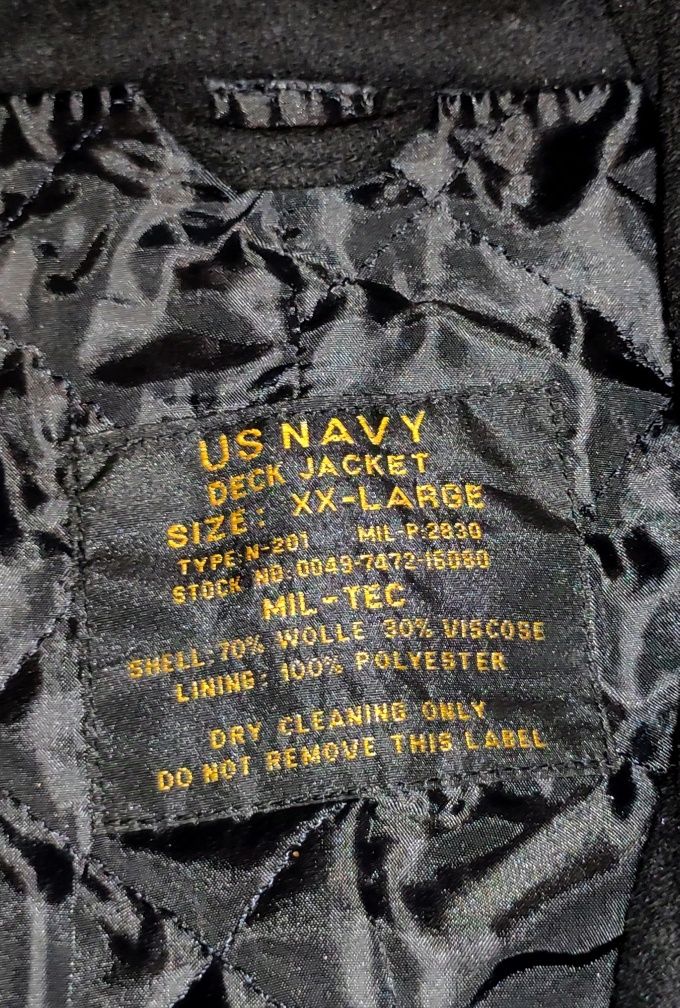 US NAVY
DECK JACKET
SIZE: XX-LARGE
TYPE: N-201 MIL-P:2830
STOCK NO: 0049-7472-16080
MIL-TEC
SHELL: 70% WOLLE 30% VISCOSE
LINING: 100% POLYESTER
DRY CLEANING ONLY
DO NOT REMOVE THIS LABEL